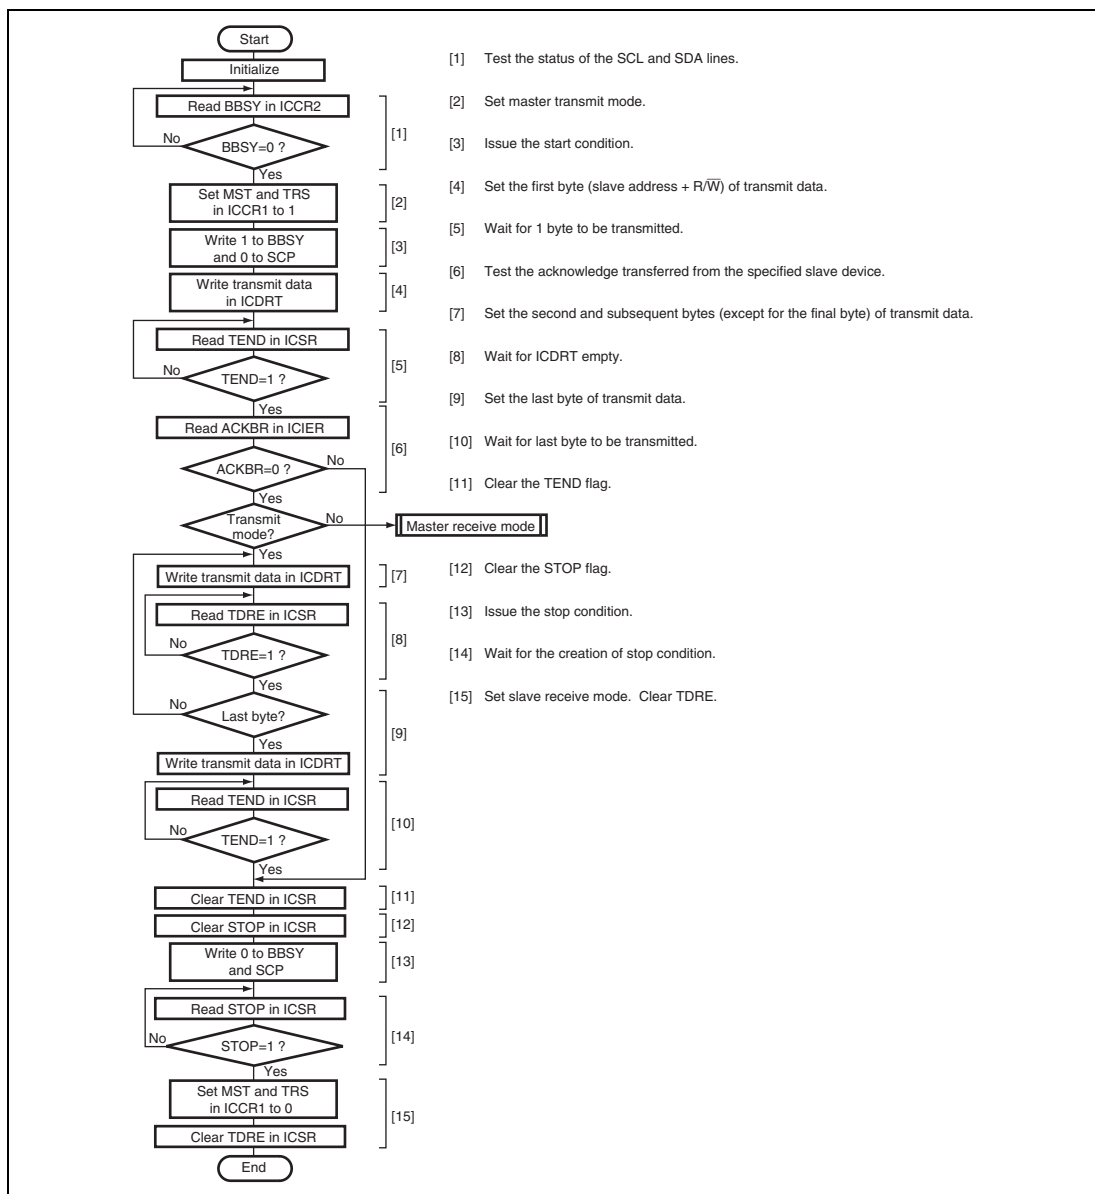 Start
Initialize
Read BBSY in ICCR2
No
BBSY=0 ?
[1]
Yes
Set MST and TRS
in ICCR1 to 1
[2]
Write 1 to BBSY
and 0 to SCP
[3]
Write transmit data
in ICDRT
[4]
Read TEND in ICSR
No
TEND=1 ?
[5]
Yes
Read ACKBR in ICIER
No
ACKBR=0 ?
[6]
Yes
Transmit
mode?
No
Master receive mode
Yes
Write transmit data in ICDRT
[7]
Read TDRE in ICSR
No
TDRE=1 ?
[8]
Yes
No
Last byte?
[9]
Yes
Write transmit data in ICDRT
Read TEND in ICSR
No
TEND=1 ?
[10]
Yes
Clear TEND in ICSR
[11]
Clear STOP in ICSR
[12]
Write 0 to BBSY
and SCP
[13]
Read STOP in ICSR
No
STOP=1 ?
[14]
Yes
Set MST and TRS
in ICCR1 to 0
[15]
Clear TDRE in ICSR
End
[1] Test the status of the SCL and SDA lines.
[2] Set master transmit mode.
[3] Issue the start condition.
[4] Set the first byte (slave address + R/W̅) of transmit data.
[5] Wait for 1 byte to be transmitted.
[6] Test the acknowledge transferred from the specified slave device.
[7] Set the second and subsequent bytes (except for the final byte) of transmit data.
[8] Wait for ICDRT empty.
[9] Set the last byte of transmit data.
[10] Wait for last byte to be transmitted.
[11] Clear the TEND flag.
[12] Clear the STOP flag.
[13] Issue the stop condition.
[14] Wait for the creation of stop condition.
[15] Set slave receive mode. Clear TDRE.